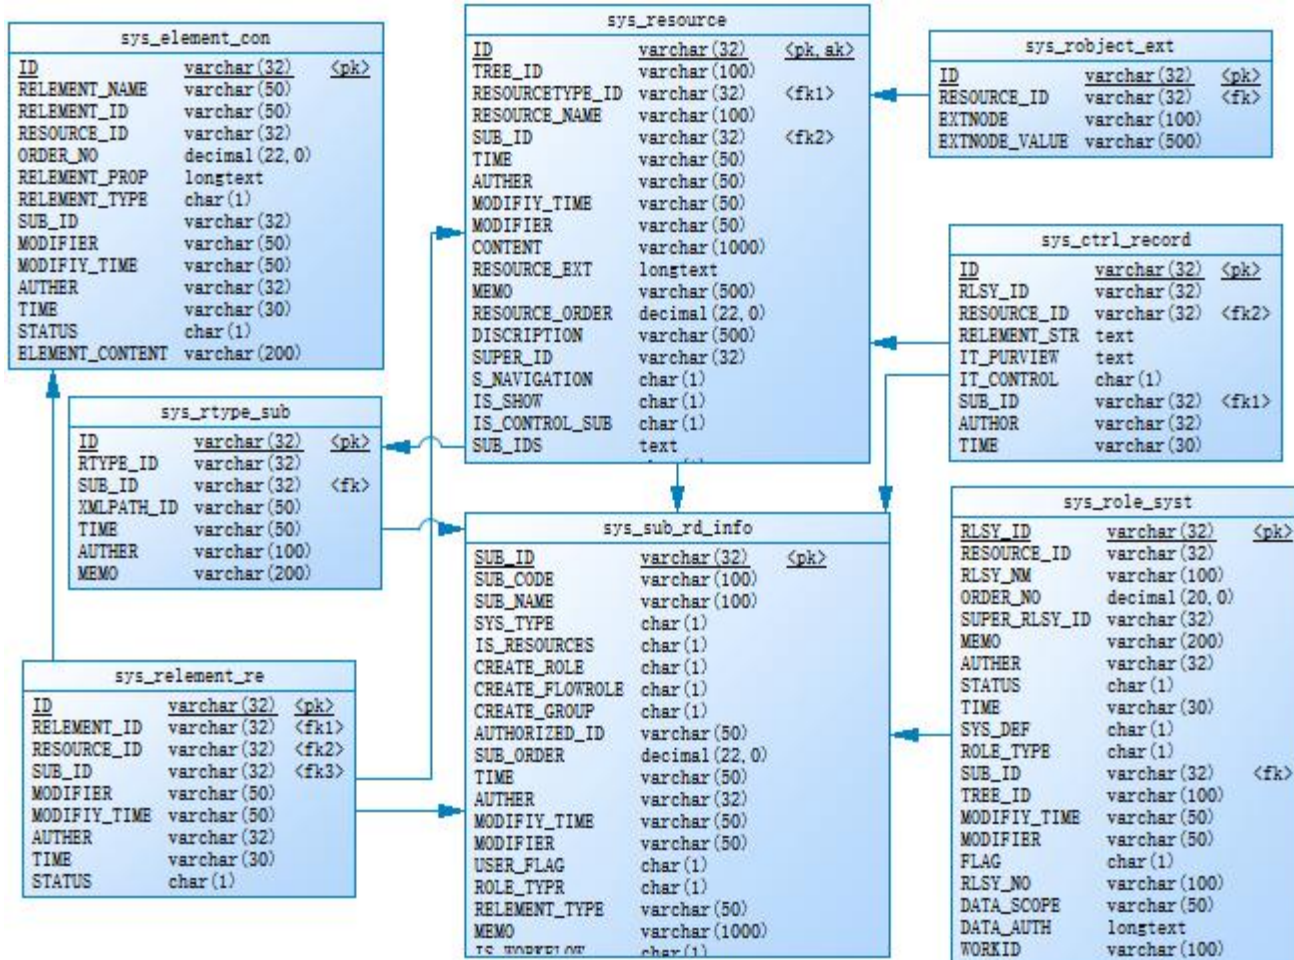 sys_element_con
ID varchar(32) <pk>
RELEMENT_NAME varchar(50)
RELEMENT_ID varchar(50)
RESOURCE_ID varchar(32)
ORDER_NO decimal(22,0)
RELEMENT_PROP longtext
RELEMENT_TYPE char(1)
SUB_ID varchar(32)
MODIFIER varchar(50)
MODIFIY_TIME varchar(50)
AUTHER varchar(32)
TIME varchar(30)
STATUS char(1)
ELEMENT_CONTENT varchar(200)
sys_resource
ID varchar(32) <pk,ak>
TREE_ID varchar(100)
RESOURCETYPE_ID varchar(32) <fk1>
RESOURCE_NAME varchar(100)
SUB_ID varchar(32) <fk2>
TIME varchar(50)
AUTHER varchar(50)
MODIFIY_TIME varchar(50)
MODIFIER varchar(50)
CONTENT varchar(1000)
RESOURCE_EXT longtext
MEMO varchar(500)
RESOURCE_ORDER decimal(22,0)
DISCRIPTION varchar(500)
SUPER_ID varchar(32)
S_NAVIGATION char(1)
IS_SHOW char(1)
IS_CONTROL_SUB char(1)
SUB_IDS text
sys_robject_ext
ID varchar(32) <pk>
RESOURCE_ID varchar(32) <fk>
EXTNODE varchar(100)
EXTNODE_VALUE varchar(500)
sys_ctrl_record
ID varchar(32) <pk>
RLSY_ID varchar(32)
RESOURCE_ID varchar(32) <fk2>
RELEMENT_STR text
IT_PURVIEW text
IT_CONTROL char(1)
SUB_ID varchar(32) <fk1>
AUTHOR varchar(32)
TIME varchar(30)
sys_rtype_sub
ID varchar(32) <pk>
RTYPE_ID varchar(32)
SUB_ID varchar(32) <fk>
XMLPATH_ID varchar(50)
TIME varchar(50)
AUTHER varchar(100)
MEMO varchar(200)
sys_sub_rd_info
SUB_ID varchar(32) <pk>
SUB_CODE varchar(100)
SUB_NAME varchar(100)
SYS_TYPE char(1)
IS_RESOURCES char(1)
CREATE_ROLE char(1)
CREATE_FLOWROLE char(1)
CREATE_GROUP char(1)
AUTHORIZED_ID varchar(50)
SUB_ORDER decimal(22,0)
TIME varchar(50)
AUTHER varchar(32)
MODIFIY_TIME varchar(50)
MODIFIER varchar(50)
USER_FLAG char(1)
ROLE_TYPR char(1)
RELEMENT_TYPE varchar(50)
MEMO varchar(1000)
IS_WORKFLOW char(1)
sys_role_syst
RLSY_ID varchar(32) <pk>
RESOURCE_ID varchar(32)
RLSY_NM varchar(100)
ORDER_NO decimal(20,0)
SUPER_RLSY_ID varchar(32)
MEMO varchar(200)
AUTHER varchar(32)
STATUS char(1)
TIME varchar(30)
SYS_DEF char(1)
ROLE_TYPE char(1)
SUB_ID varchar(32) <fk>
TREE_ID varchar(100)
MODIFIY_TIME varchar(50)
MODIFIER varchar(50)
FLAG char(1)
RLSY_NO varchar(100)
DATA_SCOPE varchar(50)
DATA_AUTH longtext
WORKID varchar(100)
sys_relement_re
ID varchar(32) <pk>
RELEMENT_ID varchar(32) <fk1>
RESOURCE_ID varchar(32) <fk2>
SUB_ID varchar(32) <fk3>
MODIFIER varchar(50)
MODIFIY_TIME varchar(50)
AUTHER varchar(32)
TIME varchar(30)
STATUS char(1)